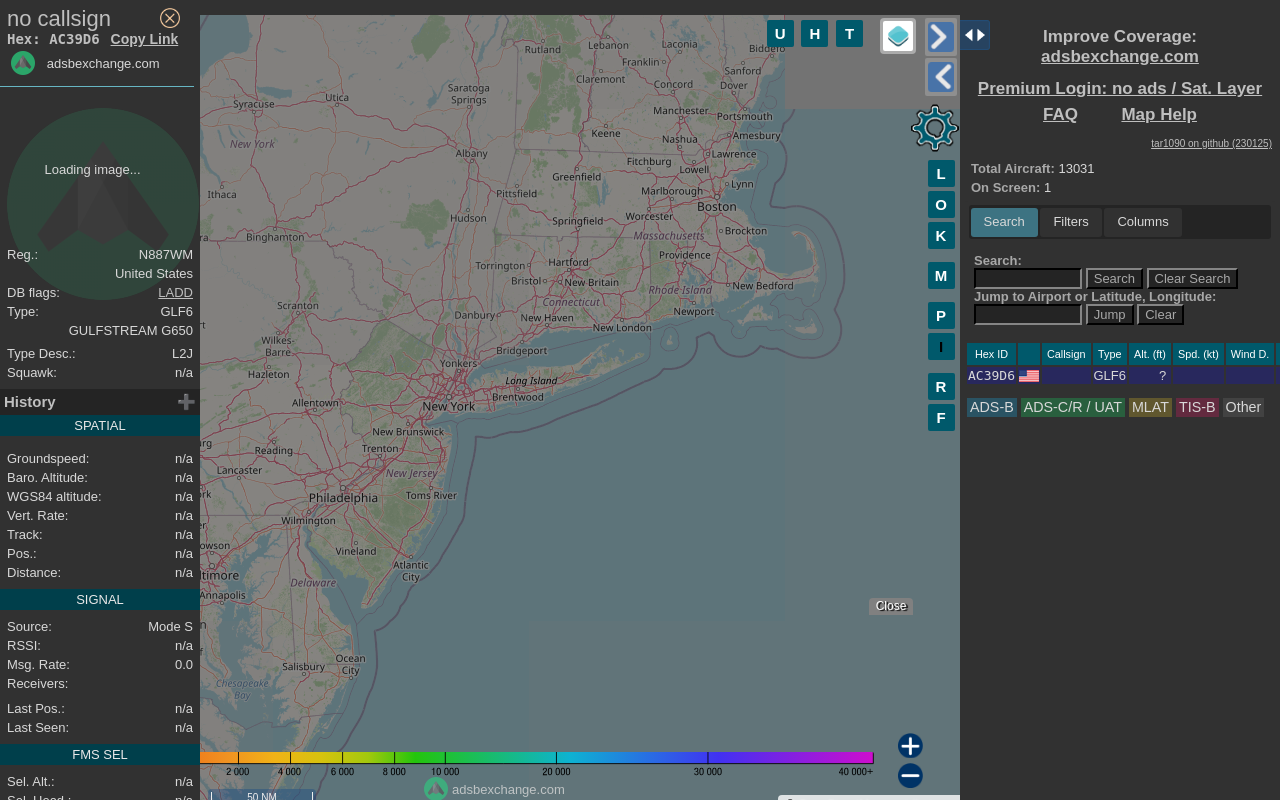 no callsign
Hex: AC39D6 Copy Link
adsbexchange.com
Loading image...
Reg.: N887WM
United States
DB flags: LADD
Type: GLF6
GULFSTREAM G650
Type Desc.: L2J
Squawk: n/a
History
SPATIAL
Groundspeed: n/a
Baro. Altitude: n/a
WGS84 altitude: n/a
Vert. Rate: n/a
Track: n/a
Pos.: n/a
Distance: n/a
SIGNAL
Source: Mode S
RSSI: n/a
Msg. Rate: 0.0
Receivers:
Last Pos.: n/a
Last Seen: n/a
FMS SEL
Sel. Alt.: n/a
Sel. Head.: n/a
U H T
L
O
K
M
P
I
R
F
Rutland
Lebanon
Laconia
Franklin
Claremont
Concord
Sanford
Dover
Syracuse
Utica
Saratoga
Springs
Manchester
Portsmouth
Keene
Nashua
Amesbury
New York
Albany
Fitchburg
Lawrence
Lowell
Greenfield
Ithaca
Pittsfield
Marlborough
Lynn
Boston
Hudson
Springfield
Worcester
Brockton
Binghamton
Massachusetts
Torrington
Hartford
Providence
Bristol
New Britain
New Bedford
Connecticut
Rhode Island
Scranton
Danbury
New Haven
New London
Newport
Wilkes-
Barre
Bridgeport
Yonkers
Hazleton
Long Island
Brentwood
Allentown
New York
New Brunswick
Reading
Trenton
Lancaster
New Jersey
Philadelphia
Toms River
Wilmington
Vineland
Atlantic
City
Delaware
Annapolis
Ocean
City
Salisbury
Chesapeake
Bay
Close
2 000 4 000 6 000 8 000 10 000 20 000 30 000 40 000+
adsbexchange.com
50 NM
Improve Coverage:
adsbexchange.com
Premium Login: no ads / Sat. Layer
FAQ Map Help
tar1090 on github (230125)
Total Aircraft: 13031
On Screen: 1
Search Filters Columns
Search:
Search Clear Search
Jump to Airport or Latitude, Longitude:
Jump Clear
Hex ID Callsign Type Alt. (ft) Spd. (kt) Wind D.
AC39D6 GLF6 ?
ADS-B ADS-C/R / UAT MLAT TIS-B Other